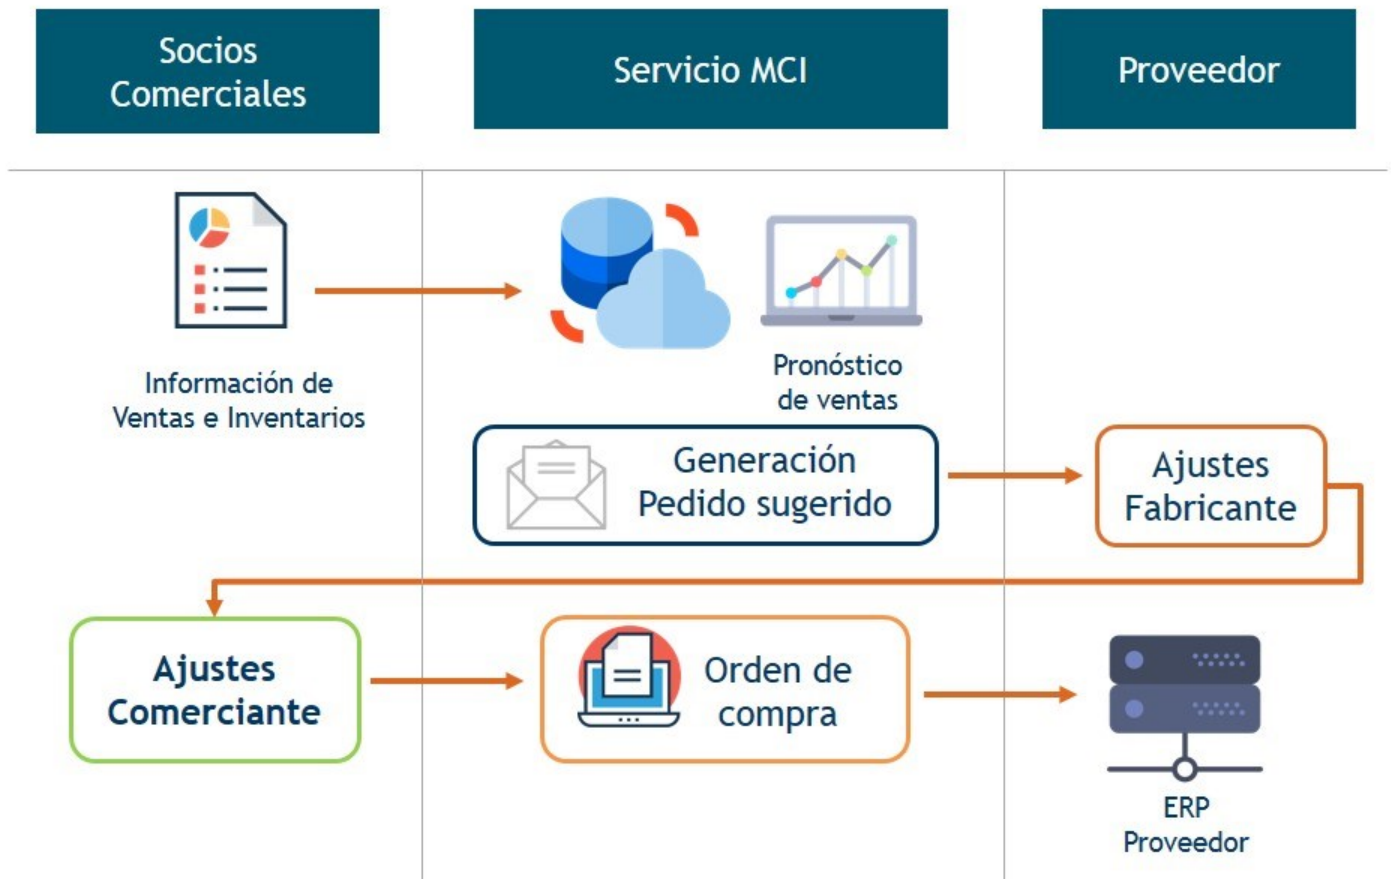 Socios
Comerciales
Servicio MCI
Proveedor
Información de
Ventas e Inventarios
Pronóstico
de ventas
Generación
Pedido sugerido
Ajustes
Fabricante
Ajustes
Comerciante
Orden de
compra
ERP
Proveedor